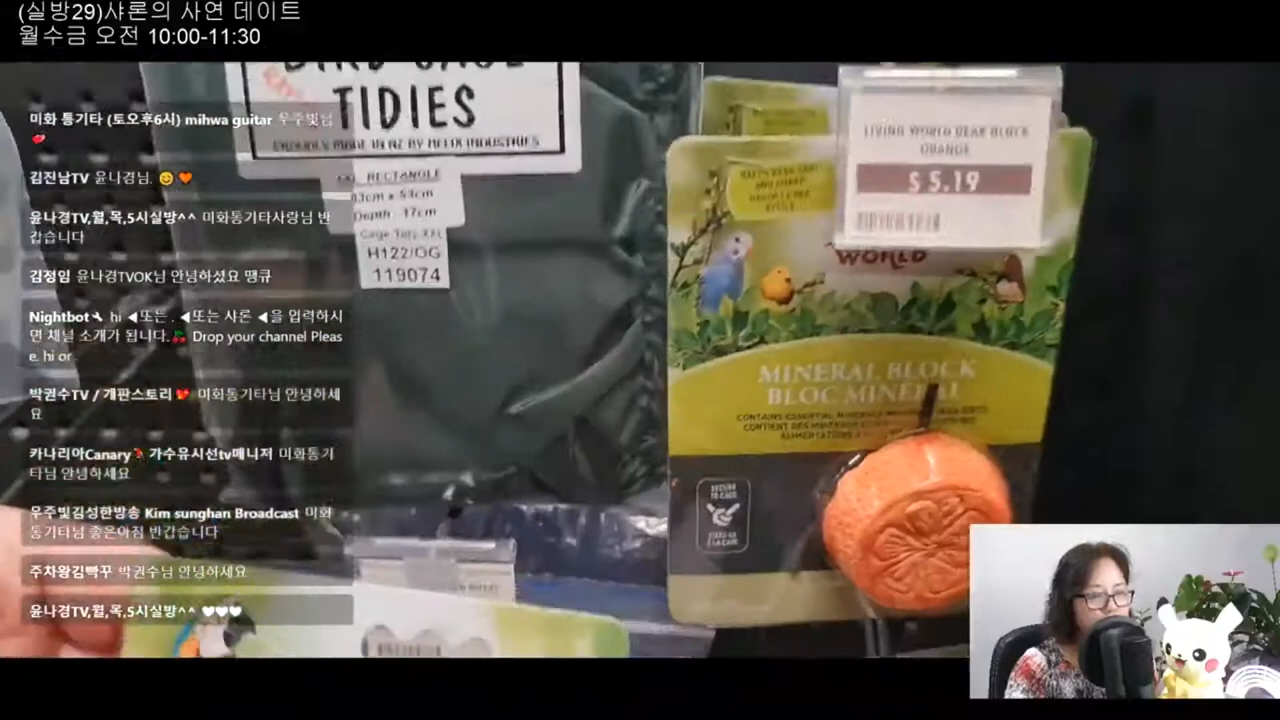 (실방29)샤론의 사연 데이트
월수금 오전 10:00-11:30
BIRD CAGE
TIDIES
PROUDLY MADE IN NZ BY HELIX INDUSTRIES
RECTANGLE
83cm x 53cm
Depth: 17cm
Cage Tidy XXL
H122/OG
119074
LIVING WORLD BEAK BLOCK
ORANGE
$ 5.19
WORLD
MINERAL BLOCK
BLOC MINERAL
미화 통기타 (토오후6시) mihwa guitar 우주빛님
❤
김진남TV 윤나경님. 😊 🧡
윤나경TV,월,목,5시실방^^ 미화통기타사랑님 반
갑습니다
김정임 윤나경TVOK님 안녕하셨요 땡큐
Nightbot hi ◀또는 . ◀또는 샤론 ◀을 입력하시
면 채널 소개가 됩니다.🍒 Drop your channel Pleas
e. hi or
박권수TV / 개판스토리❤ 미화통기타님 안녕하세
요
카나리아Canary 가수유시선tv매니저 미화통기
타님 안녕하세요
우주빛김성한방송 Kim sunghan Broadcast 미화
통기타님 좋은아침 반갑습니다
주차왕김빡꾸 박권수님 안녕하세요
윤나경TV,월,목,5시실방^^ ♥♥♥